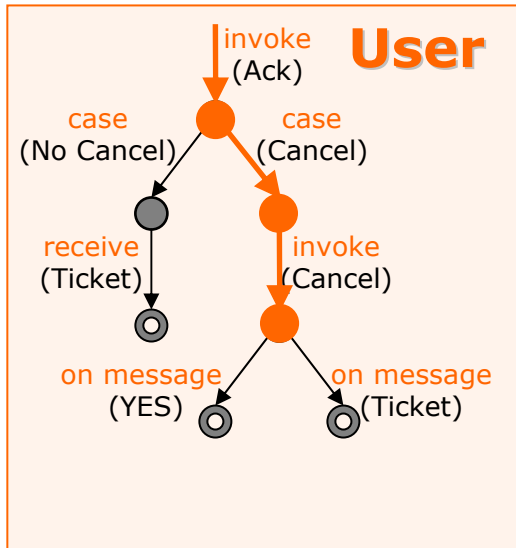 User
invoke
(Ack)
case
(No Cancel)
case
(Cancel)
receive
(Ticket)
invoke
(Cancel)
on message
(YES)
on message
(Ticket)